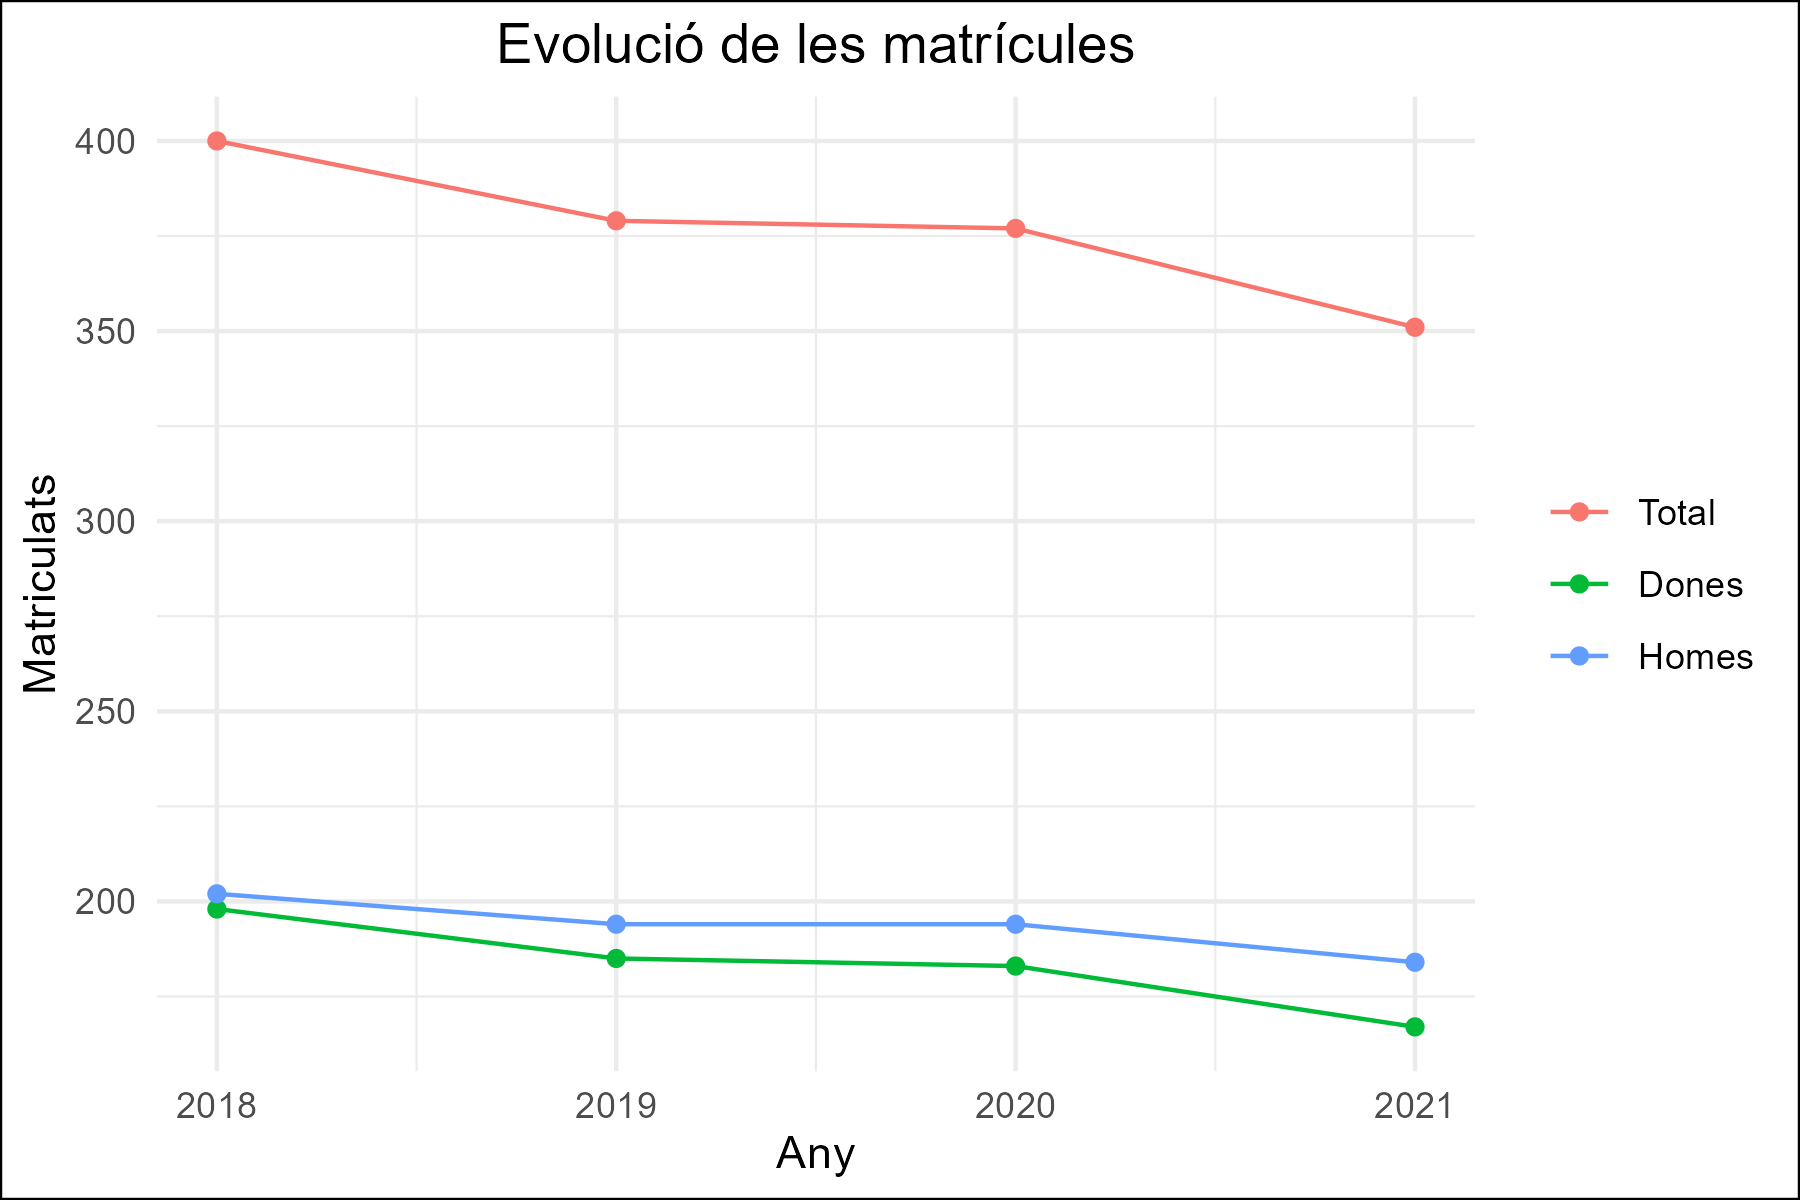 Evolució de les matrícules
Matriculats
400
350
300
250
200
2018 2019 2020 2021
Any
Total
Dones
Homes